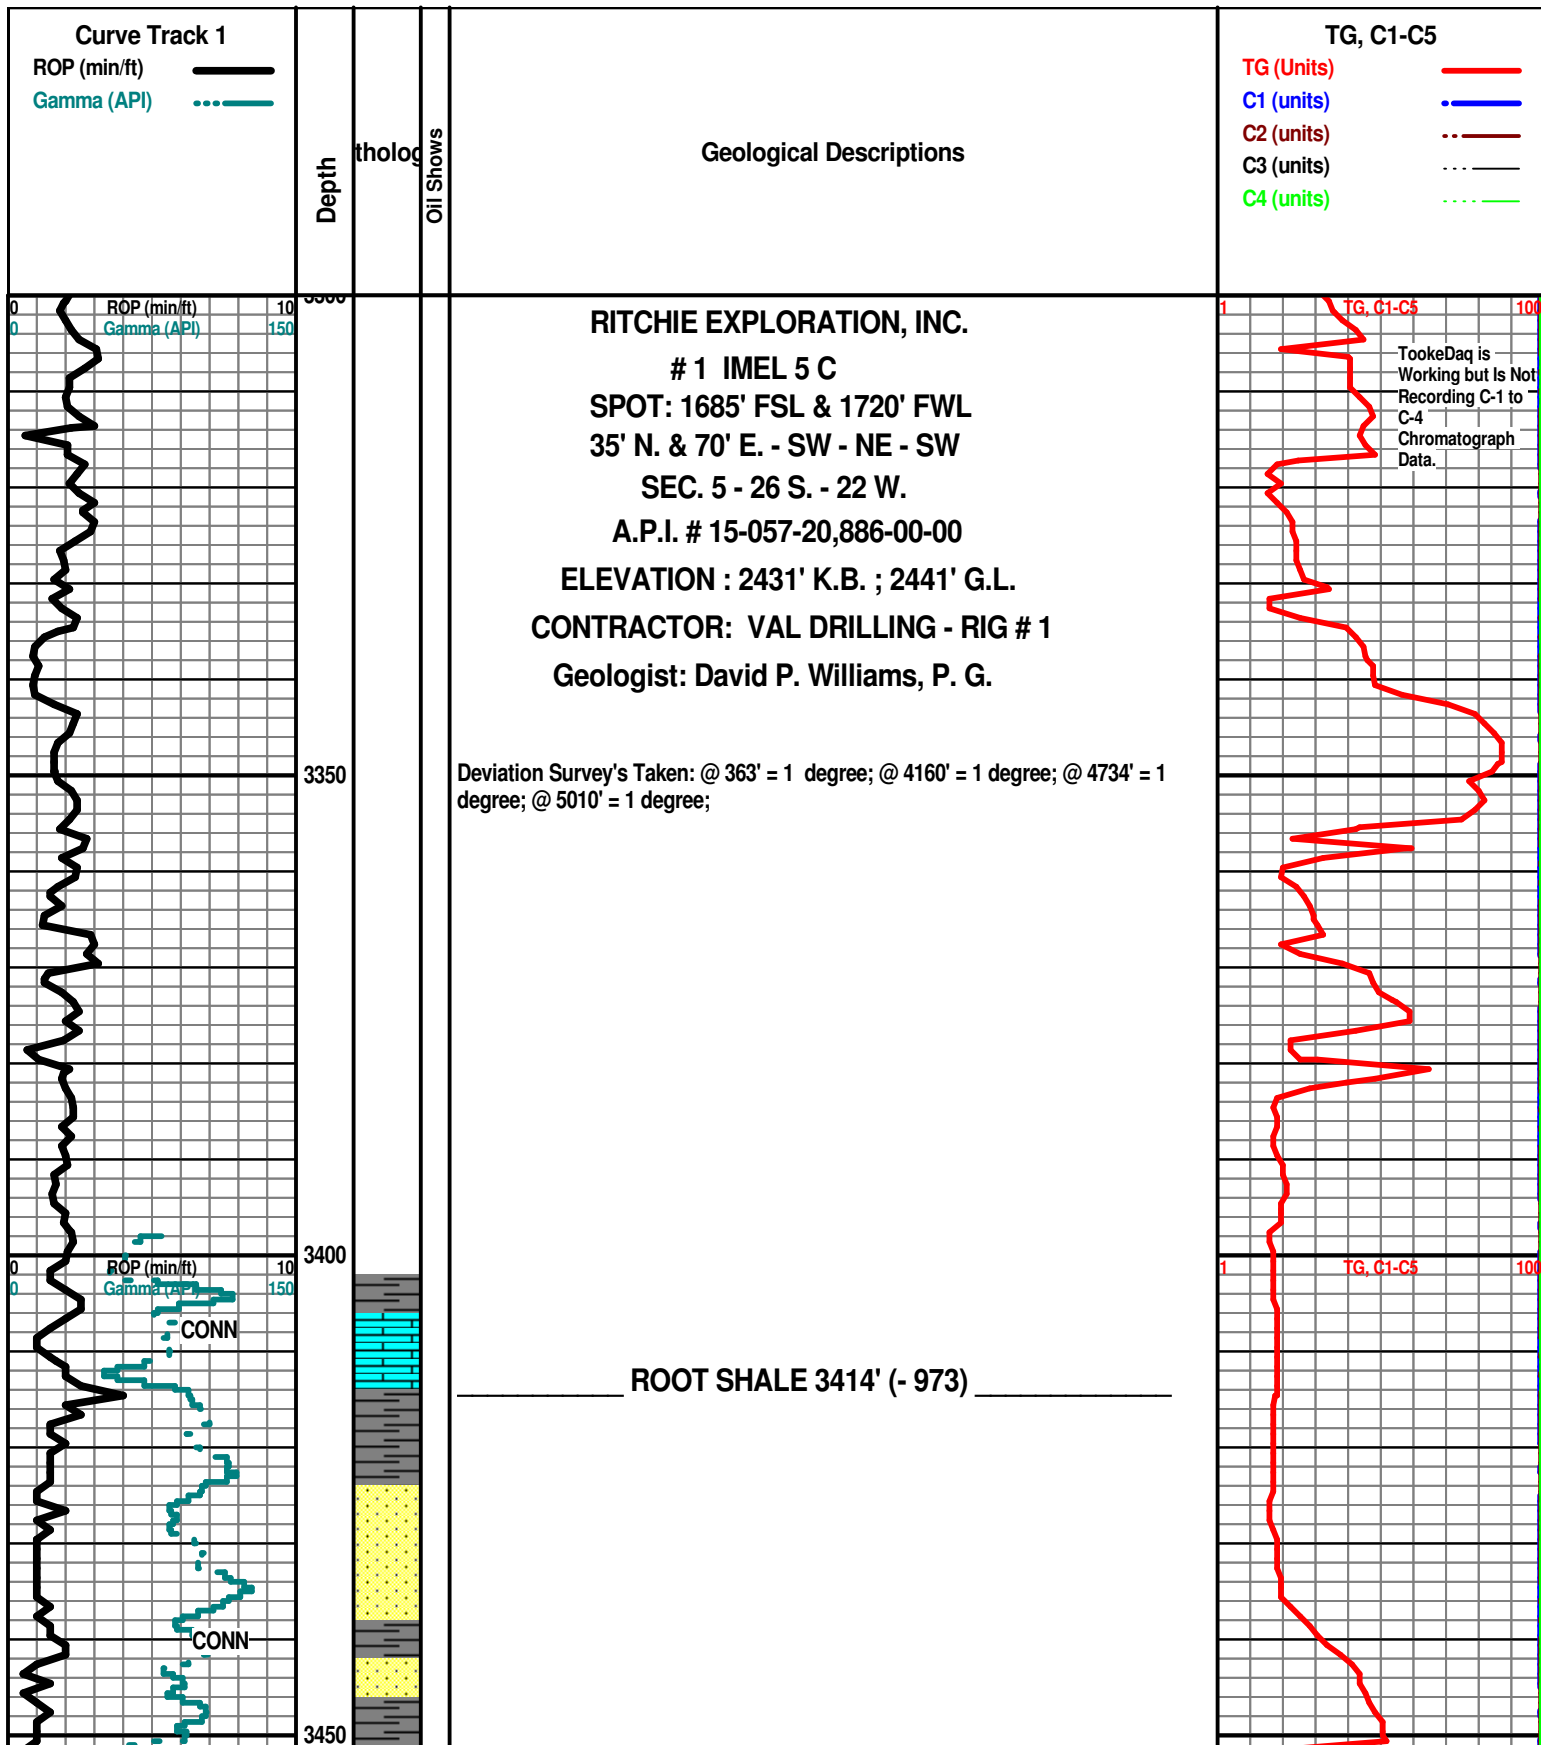 Curve Track 1
ROP (min/ft)
Gamma (API)
Depth
tholog
Oil Shows
Geological Descriptions
TG, C1-C5
TG (Units)
C1 (units)
C2 (units)
C3 (units)
C4 (units)
0 ROP (min/ft) 10
0 Gamma (API) 150
3300
1 TG, C1-C5 100
TookeDaq is
Working but Is Not
Recording C-1 to
C-4
Chromatograph
Data.
RITCHIE EXPLORATION, INC.
# 1 IMEL 5 C
SPOT: 1685' FSL & 1720' FWL
35' N. & 70' E. - SW - NE - SW
SEC. 5 - 26 S. - 22 W.
A.P.I. # 15-057-20,886-00-00
ELEVATION : 2431' K.B. ; 2441' G.L.
CONTRACTOR: VAL DRILLING - RIG # 1
Geologist: David P. Williams, P. G.
3350
Deviation Survey's Taken: @ 363' = 1 degree; @ 4160' = 1 degree; @ 4734' = 1
degree; @ 5010' = 1 degree;
3400
0 ROP (min/ft) 10
0 Gamma (API) 150
1 TG, C1-C5 100
CONN
ROOT SHALE 3414' (- 973)
CONN
3450